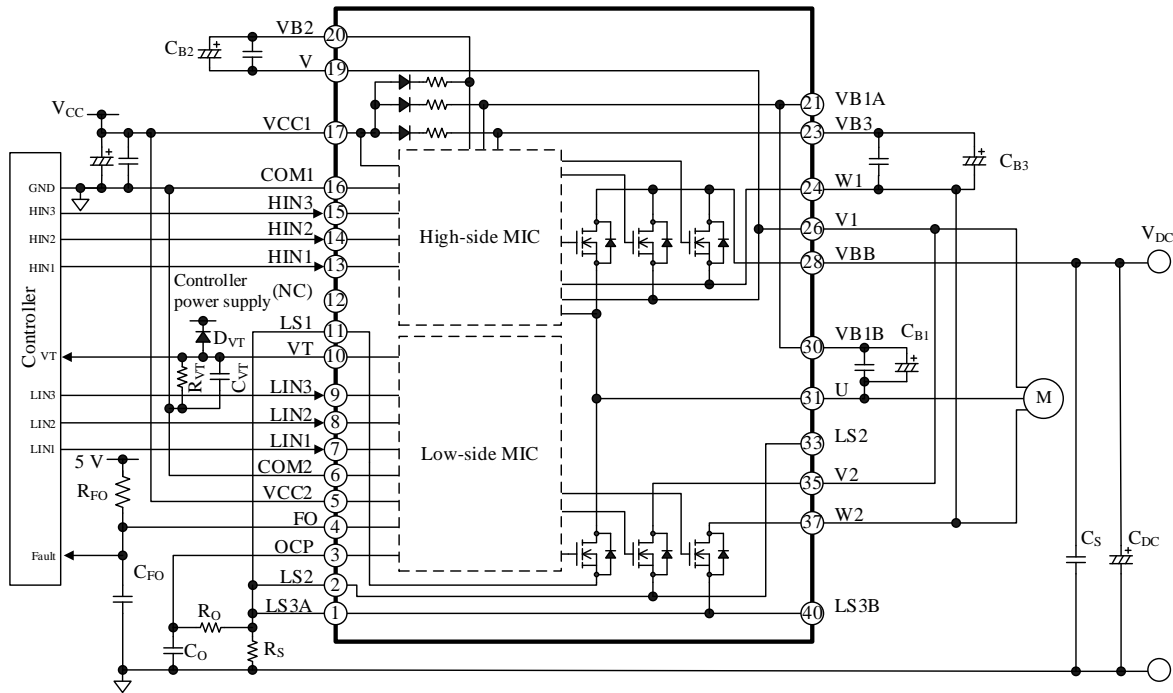 VB2
20
CB2
V
19
VCC
VCC1
17
GND
COM1
16
HIN3
HIN3
15
HIN2
HIN2
14
HIN1
HIN1
13
Controller
power supply
(NC)
12
DVT
LS1
11
VT
VT
10
RVT
CVT
LIN3
LIN3
9
LIN2
LIN2
8
LIN1
LIN1
7
5 V
COM2
6
RFO
VCC2
5
FO
4
Fault
OCP
3
CFO
LS2
2
LS3A
1
RO
CO
RS
Controller
High-side MIC
Low-side MIC
21
VB1A
23
VB3
CB3
24
W1
26
V1
28
VBB
VDC
30
VB1B
CB1
31
U
M
33
LS2
35
V2
37
W2
40
LS3B
CS
CDC